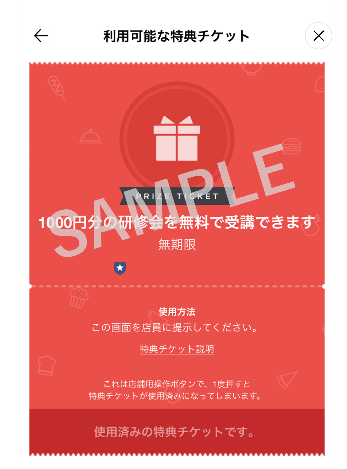 利用可能な特典チケット
PRIZE TICKET
SAMPLE
1000円分の研修会を無料で受講できます
無期限
使用方法
この画面を店員に提示してください。
特典チケット説明
これは店舗用操作ボタンで、1度押すと
特典チケットが使用済みになってしまいます。
使用済みの特典チケットです。